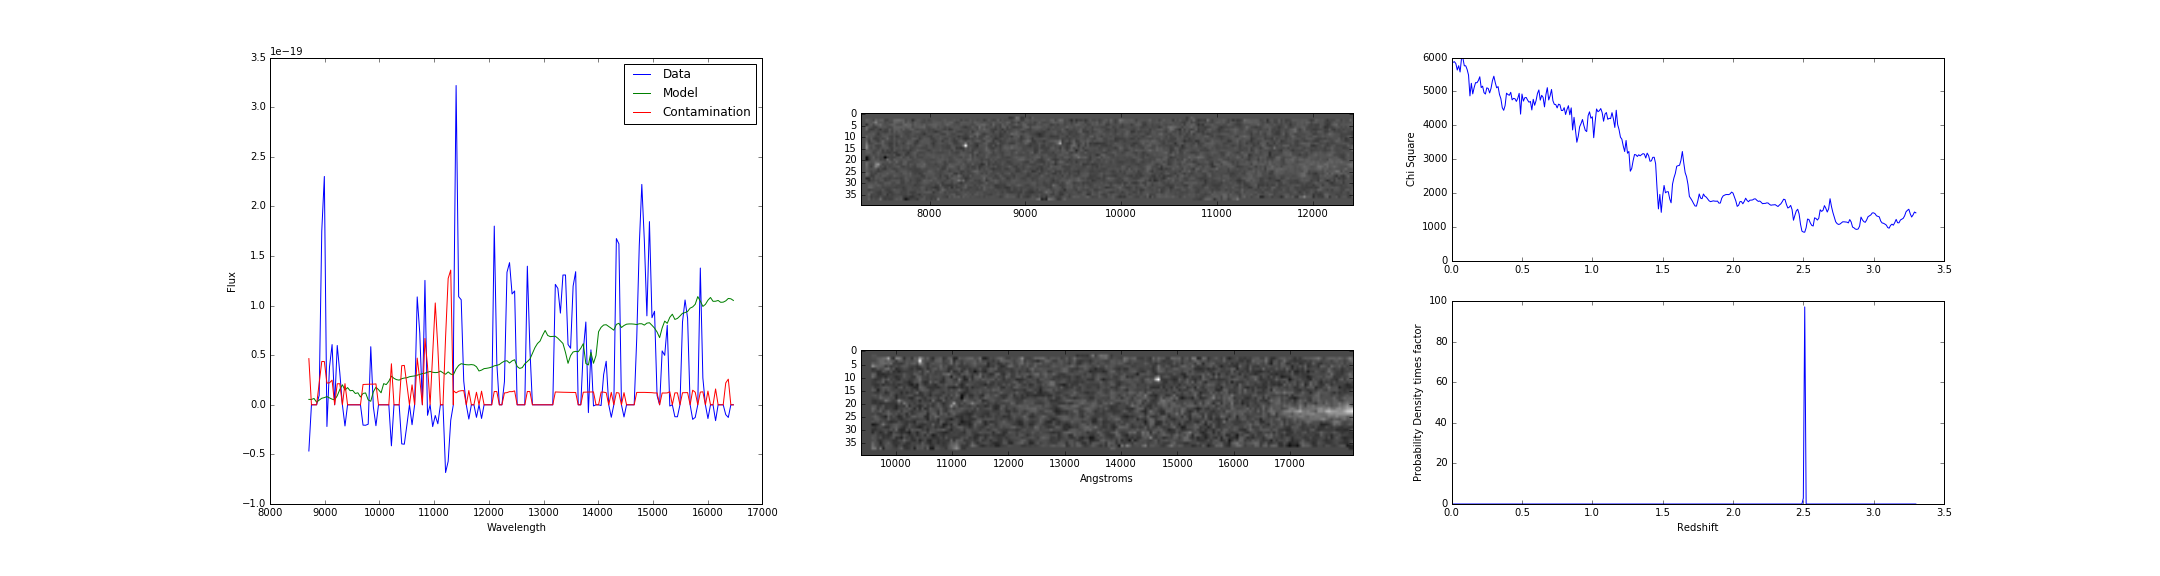 1e−19
3.5
3.0
2.5
2.0
1.5
1.0
0.5
0.0
−0.5
−1.0
Flux
8000 9000 10000 11000 12000 13000 14000 15000 16000 17000
Wavelength
Data
Model
Contamination
0
5
10
15
20
25
30
35
8000 9000 10000 11000 12000
0
5
10
15
20
25
30
35
10000 11000 12000 13000 14000 15000 16000 17000
Angstroms
6000
5000
4000
3000
2000
1000
0
Chi Square
0.0 0.5 1.0 1.5 2.0 2.5 3.0 3.5
100
80
60
40
20
0
Probability Density times factor
0.0 0.5 1.0 1.5 2.0 2.5 3.0 3.5
Redshift